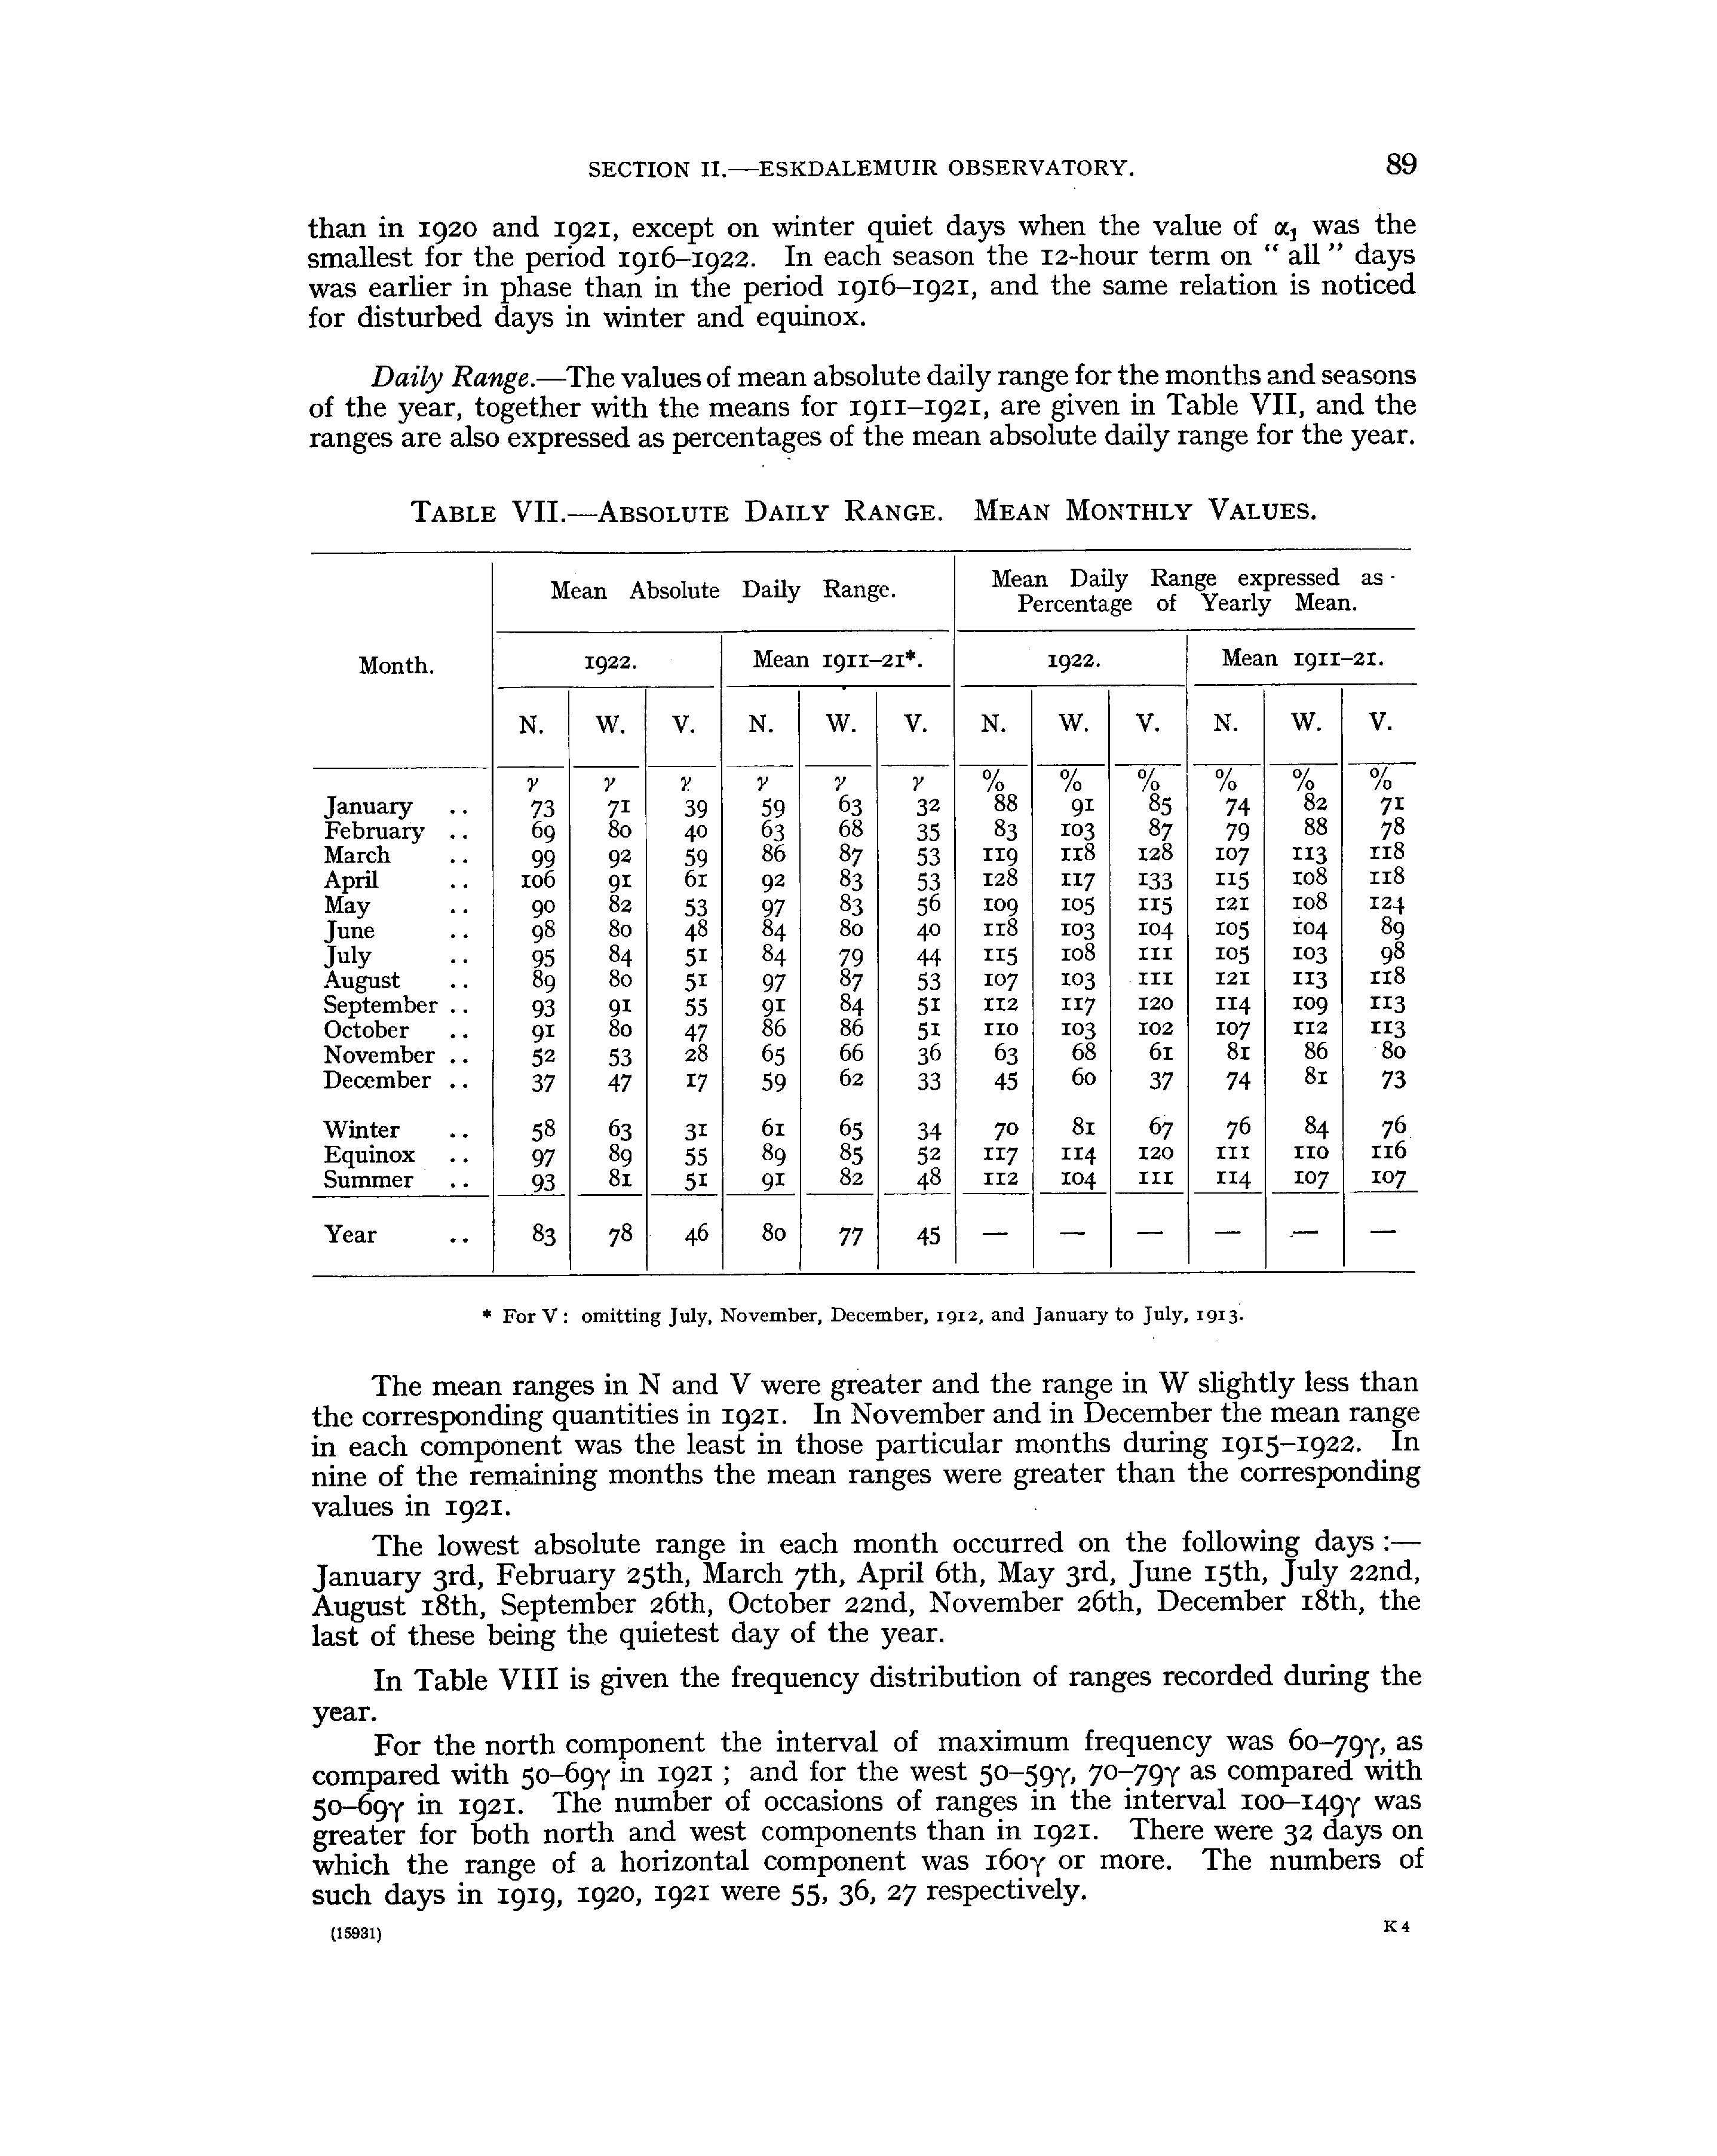 SECTION II.—ESKDALEMUIR OBSERVATORY. 89
than in 1920 and 1921, except on winter quiet days when the value of α₁ was the
smallest for the period 1916–1922. In each season the 12-hour term on “ all ” days
was earlier in phase than in the period 1916–1921, and the same relation is noticed
for disturbed days in winter and equinox.
Daily Range.—The values of mean absolute daily range for the months and seasons
of the year, together with the means for 1911–1921, are given in Table VII, and the
ranges are also expressed as percentages of the mean absolute daily range for the year.
TABLE VII.—ABSOLUTE DAILY RANGE. MEAN MONTHLY VALUES.
Month. Mean Absolute Daily Range. Mean Daily Range expressed as
Percentage of Yearly Mean.
1922. Mean 1911–21*. 1922. Mean 1911–21.
N. W. V. N. W. V. N. W. V. N. W. V.
γ γ γ γ γ γ % % % % % %
January .. 73 71 39 59 63 32 88 91 85 74 82 71
February .. 69 80 40 63 68 35 83 103 87 79 88 78
March .. 99 92 59 86 87 53 119 118 128 107 113 118
April .. 106 91 61 92 83 53 128 117 133 115 108 118
May .. 90 82 53 97 83 56 109 105 115 121 108 124
June .. 98 80 48 84 80 40 118 103 104 105 104 89
July .. 95 84 51 84 79 44 115 108 111 105 103 98
August .. 89 80 51 97 87 53 107 103 111 121 113 118
September .. 93 91 55 91 84 51 112 117 120 114 109 113
October .. 91 80 47 86 86 51 110 103 102 107 112 113
November .. 52 53 28 65 66 36 63 68 61 81 86 80
December .. 37 47 17 59 62 33 45 60 37 74 81 73
Winter .. 58 63 31 61 65 34 70 81 67 76 84 76
Equinox .. 97 89 55 89 85 52 117 114 120 111 110 116
Summer .. 93 81 51 91 82 48 112 104 111 114 107 107
Year .. 83 78 46 80 77 45 — — — — — —
* For V : omitting July, November, December, 1912, and January to July, 1913.
The mean ranges in N and V were greater and the range in W slightly less than
the corresponding quantities in 1921. In November and in December the mean range
in each component was the least in those particular months during 1915–1922. In
nine of the remaining months the mean ranges were greater than the corresponding
values in 1921.
The lowest absolute range in each month occurred on the following days :—
January 3rd, February 25th, March 7th, April 6th, May 3rd, June 15th, July 22nd,
August 18th, September 26th, October 22nd, November 26th, December 18th, the
last of these being the quietest day of the year.
In Table VIII is given the frequency distribution of ranges recorded during the
year.
For the north component the interval of maximum frequency was 60–79γ, as
compared with 50–69γ in 1921 ; and for the west 50–59γ, 70–79γ as compared with
50–69γ in 1921. The number of occasions of ranges in the interval 100–149γ was
greater for both north and west components than in 1921. There were 32 days on
which the range of a horizontal component was 160γ or more. The numbers of
such days in 1919, 1920, 1921 were 55, 36, 27 respectively.
(15931) K 4